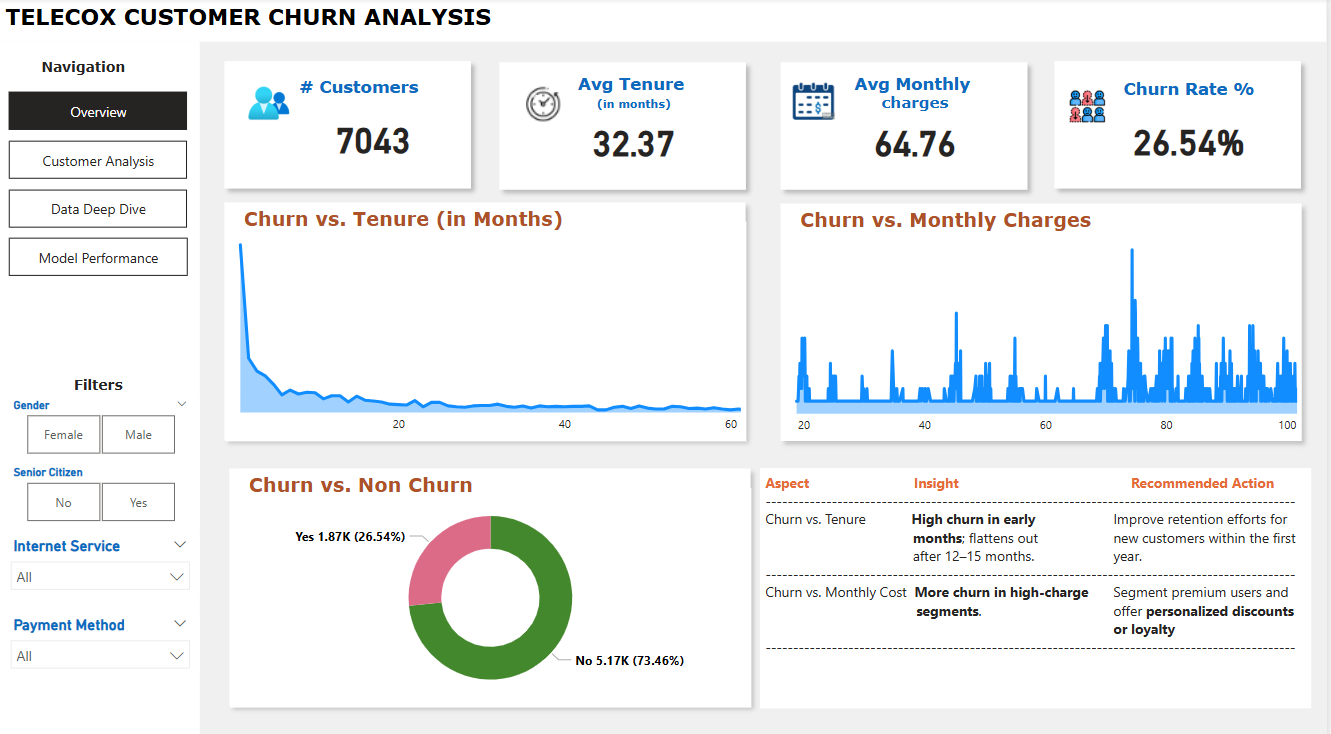 TELECOX CUSTOMER CHURN ANALYSIS
Navigation
Overview
Customer Analysis
Data Deep Dive
Model Performance
Filters
Gender
Female
Male
Senior Citizen
No
Yes
Internet Service
All
Payment Method
All
# Customers
7043
Avg Tenure
(in months)
32.37
Avg Monthly
charges
64.76
Churn Rate %
26.54%
Churn vs. Tenure (in Months)
20
40
60
Churn vs. Monthly Charges
20
40
60
80
100
Churn vs. Non Churn
Yes 1.87K (26.54%)
No 5.17K (73.46%)
Aspect
Insight
Recommended Action
Churn vs. Tenure
High churn in early
months; flattens out
after 12–15 months.
Improve retention efforts for
new customers within the first
year.
Churn vs. Monthly Cost
More churn in high-charge
segments.
Segment premium users and
offer personalized discounts
or loyalty